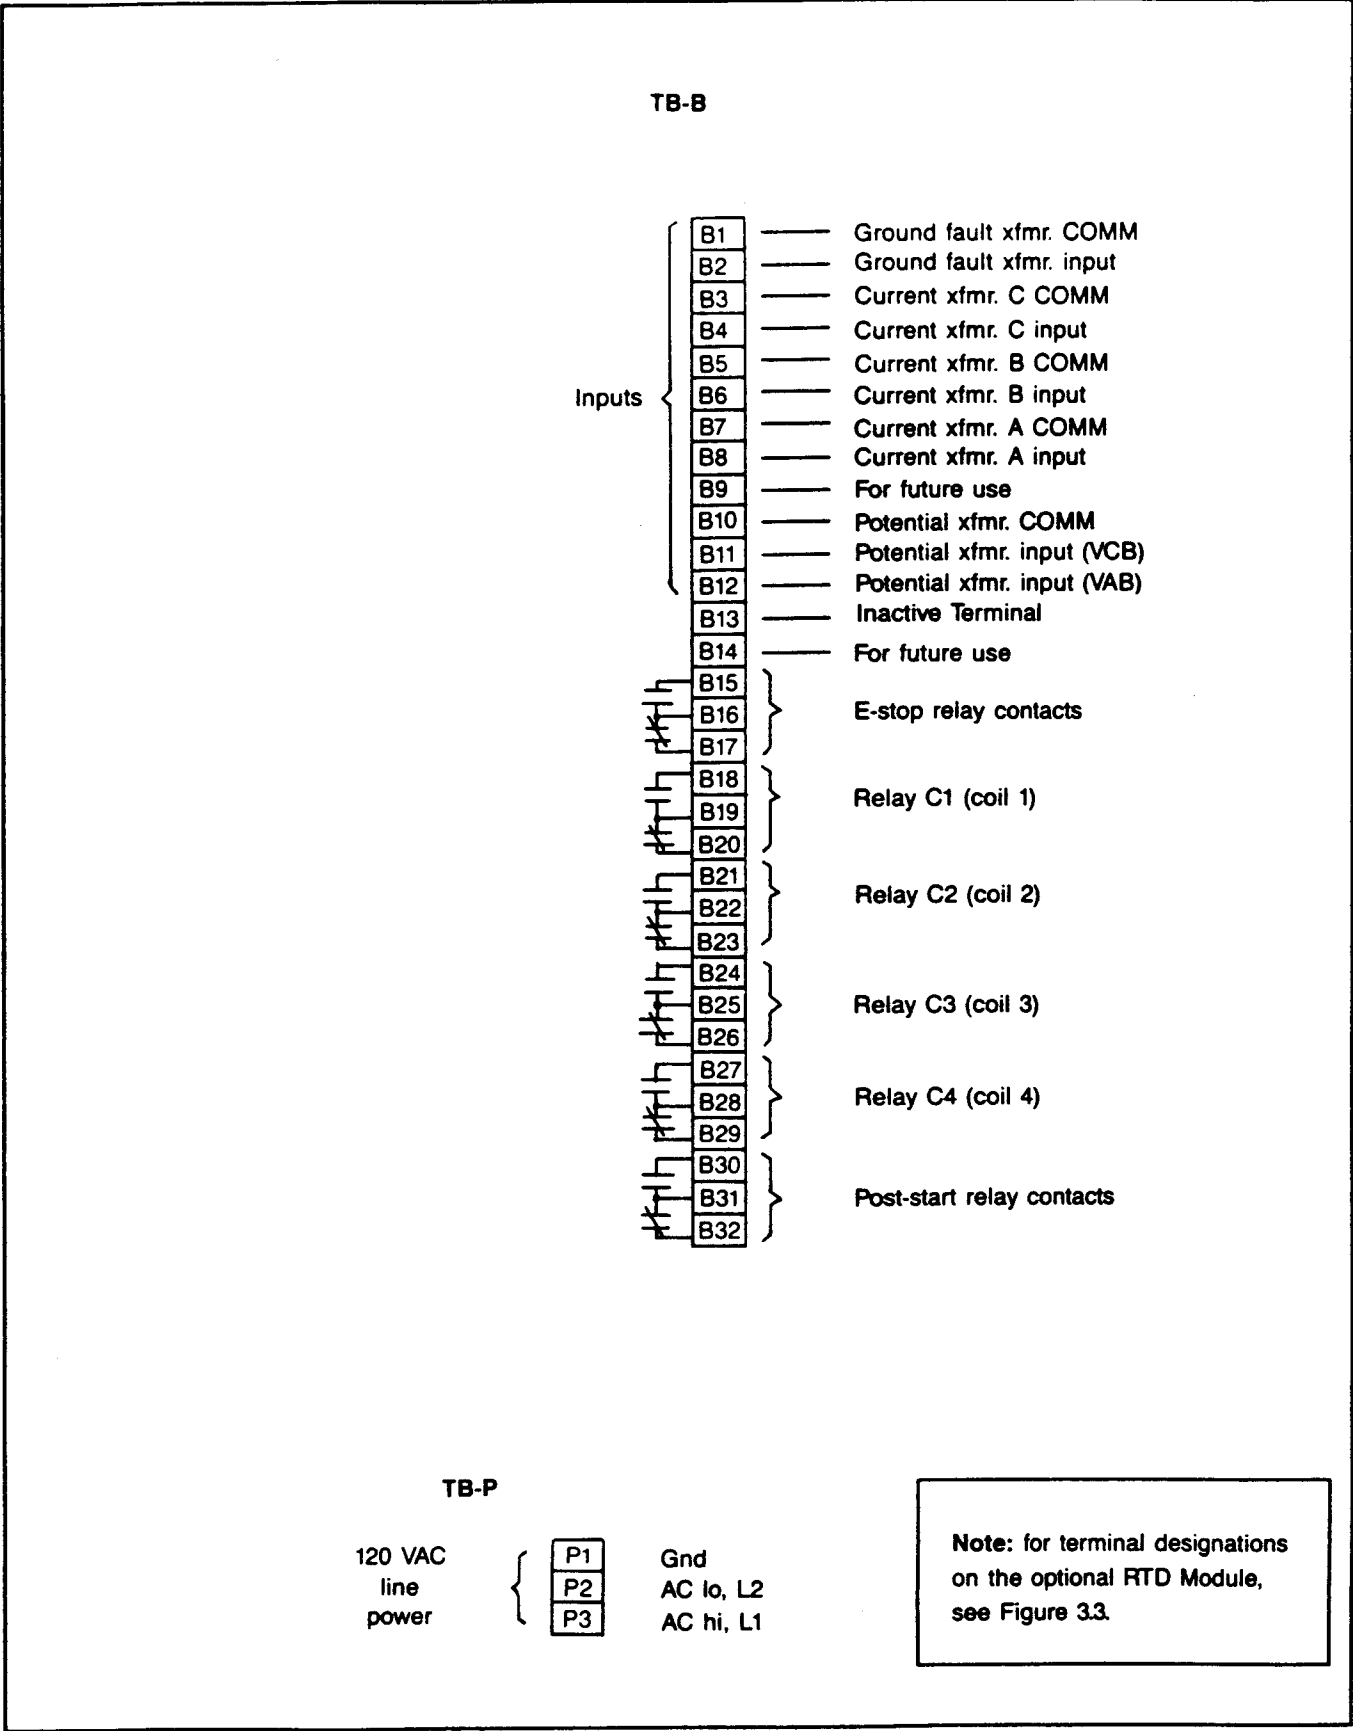 TB-B
B1 Ground fault xfmr. COMM
B2 Ground fault xfmr. input
B3 Current xfmr. C COMM
B4 Current xfmr. C input
B5 Current xfmr. B COMM
Inputs B6 Current xfmr. B input
B7 Current xfmr. A COMM
B8 Current xfmr. A input
B9 For future use
B10 Potential xfmr. COMM
B11 Potential xfmr. input (VCB)
B12 Potential xfmr. input (VAB)
B13 Inactive Terminal
B14 For future use
B15
B16 E-stop relay contacts
B17
B18
B19 Relay C1 (coil 1)
B20
B21
B22 Relay C2 (coil 2)
B23
B24
B25 Relay C3 (coil 3)
B26
B27
B28 Relay C4 (coil 4)
B29
B30
B31 Post-start relay contacts
B32
TB-P
120 VAC P1 Gnd
line P2 AC lo, L2
power P3 AC hi, L1
Note: for terminal designations
on the optional RTD Module,
see Figure 3.3.